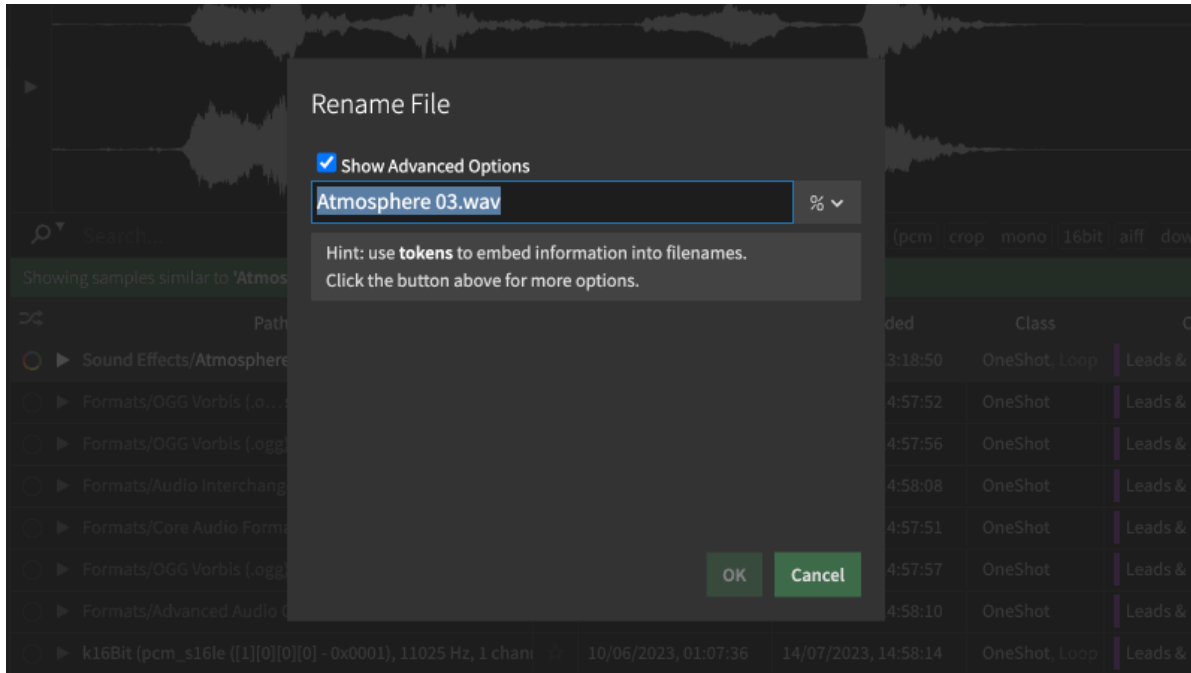 Rename File
Show Advanced Options
Atmosphere 03.wav
%
Hint: use tokens to embed information into filenames.
Click the button above for more options.
Search...
(pcm crop mono 16bit aiff dow
Showing samples similar to 'Atmos
Path ded Class C
Sound Effects/Atmosphere 3:18:50 OneShot, Loop Leads &
Formats/OGG Vorbis (.o... 4:57:52 OneShot Leads &
Formats/OGG Vorbis (.ogg) 4:57:56 OneShot Leads &
Formats/Audio Interchang 4:58:08 OneShot Leads &
Formats/Core Audio Forma 4:57:51 OneShot Leads &
Formats/OGG Vorbis (.ogg) 4:57:57 OneShot Leads &
Formats/Advanced Audio 4:58:10 OneShot Leads &
k16Bit (pcm_s16le ([1][0][0][0] - 0x0001), 11025 Hz, 1 chann 10/06/2023, 01:07:36 14/07/2023, 14:58:14 OneShot, Loop Leads &
OK Cancel